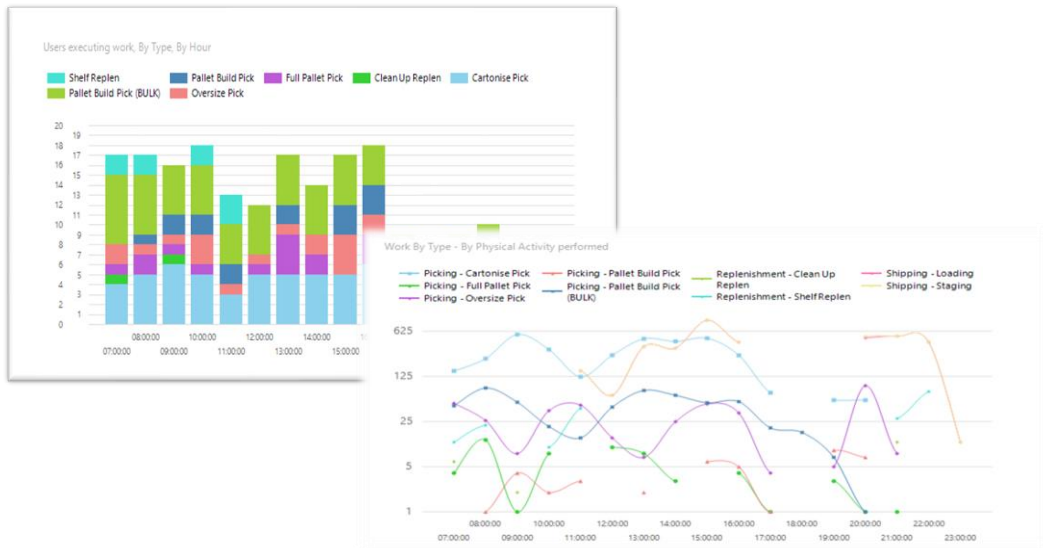 Users executing work, By Type, By Hour
Shelf Replen Pallet Build Pick Full Pallet Pick Clean Up Replen Cartonise Pick
Pallet Build Pick (BULK) Oversize Pick
20
19
18
17
16
15
14
13
12
11
10
9
8
7
6
5
4
3
2
1
0
08:00:00 10:00:00 12:00:00 14:00:00
07:00:00 09:00:00 11:00:00 13:00:00 15:00:00
Work By Type - By Physical Activity performed
Picking - Cartonise Pick Picking - Pallet Build Pick Replenishment - Clean Up Shipping - Loading
Picking - Full Pallet Pick Picking - Pallet Build Pick Replen Shipping - Staging
Picking - Oversize Pick (BULK) Replenishment - Shelf Replen
625
125
25
5
1
08:00:00 10:00:00 12:00:00 14:00:00 16:00:00 18:00:00 20:00:00 22:00:00
07:00:00 09:00:00 11:00:00 13:00:00 15:00:00 17:00:00 19:00:00 21:00:00 23:00:00